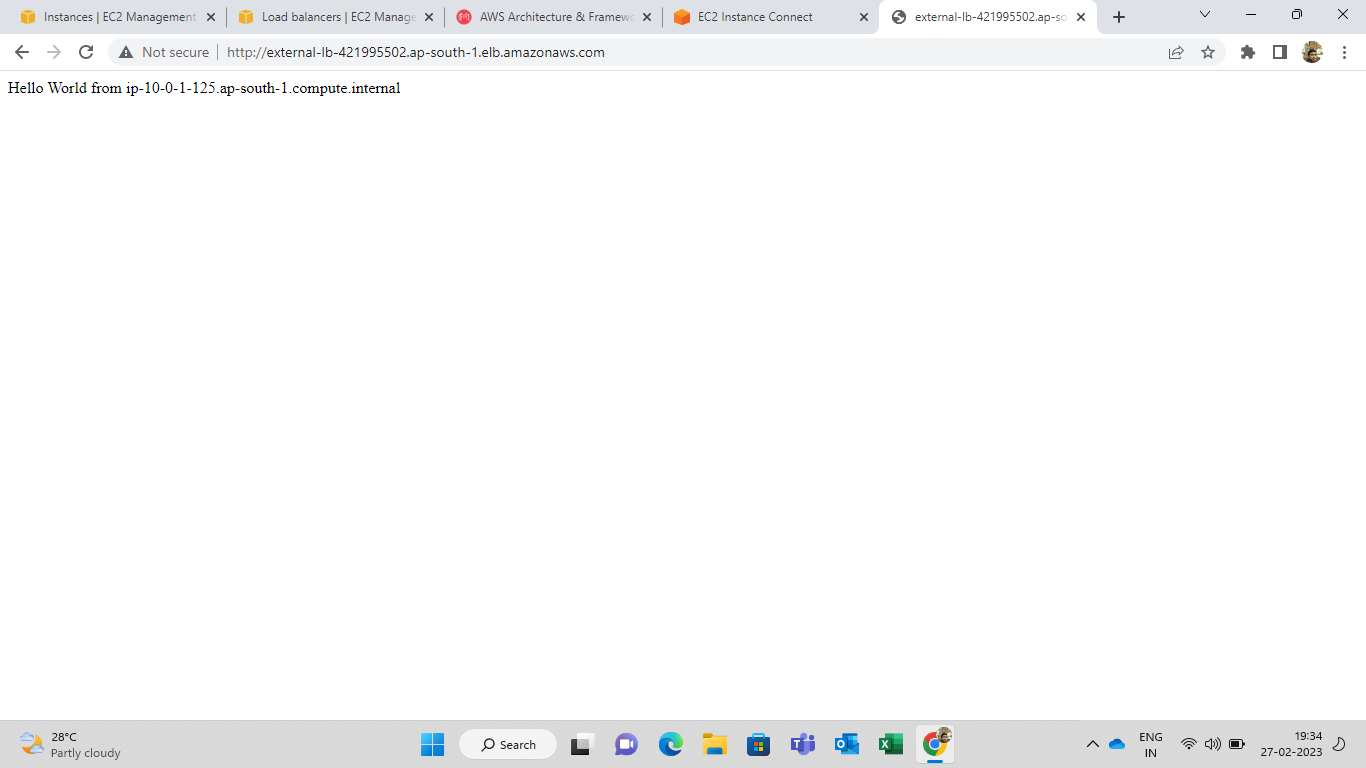 Instances | EC2 Management
Load balancers | EC2 Manage
AWS Architecture & Framewo
EC2 Instance Connect
external-lb-421995502.ap-so
Not secure
http://external-lb-421995502.ap-south-1.elb.amazonaws.com
Hello World from ip-10-0-1-125.ap-south-1.compute.internal
28°C
Partly cloudy
Search
ENG
IN
19:34
27-02-2023